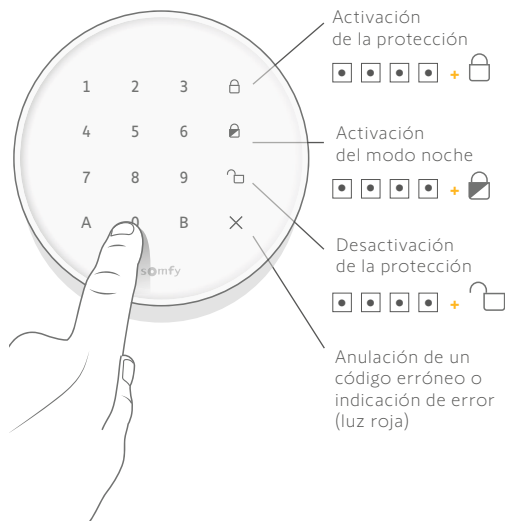 Activación
de la protección
+
1 2 3
4 5 6
Activación
del modo noche
+
7 8 9
A 0 B
Desactivación
de la protección
+
somfy
Anulación de un
código erróneo o
indicación de error
(luz roja)